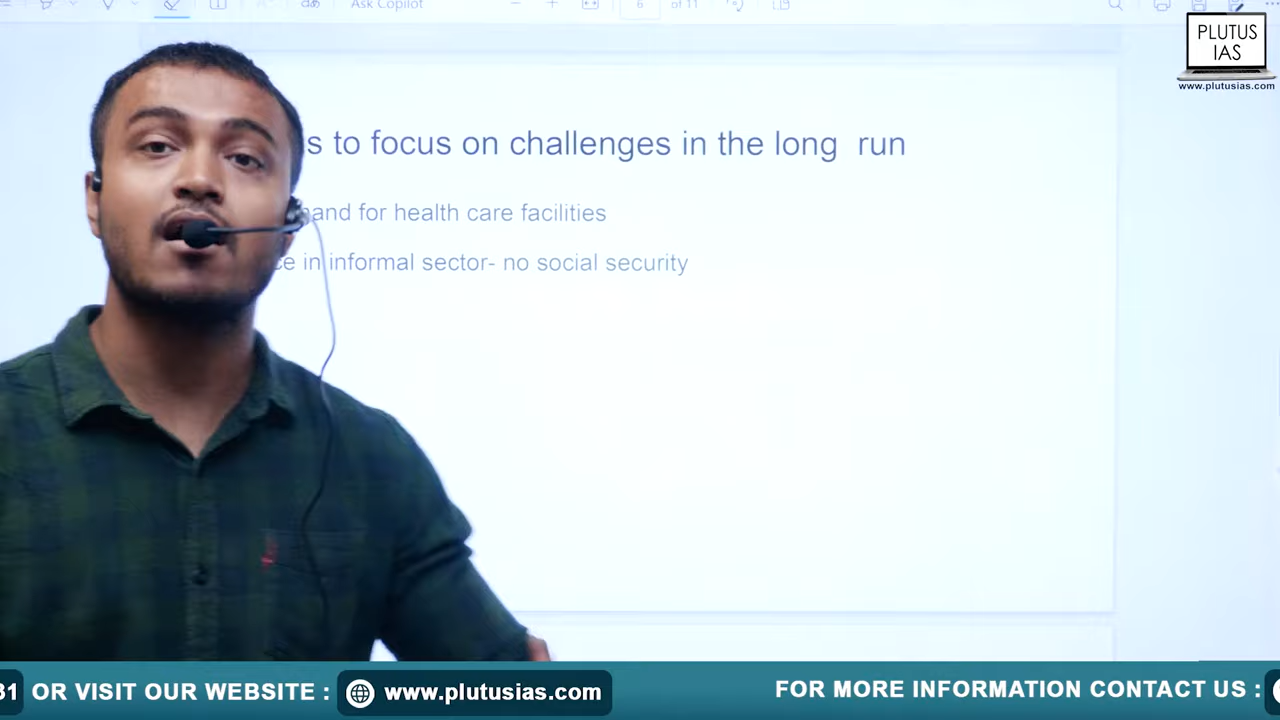 Ask Copilot
6 of 11
PLUTUS
IAS
www.plutusias.com
s to focus on challenges in the long run
and for health care facilities
ce in informal sector- no social security
31 OR VISIT OUR WEBSITE : www.plutusias.com
FOR MORE INFORMATION CONTACT US :